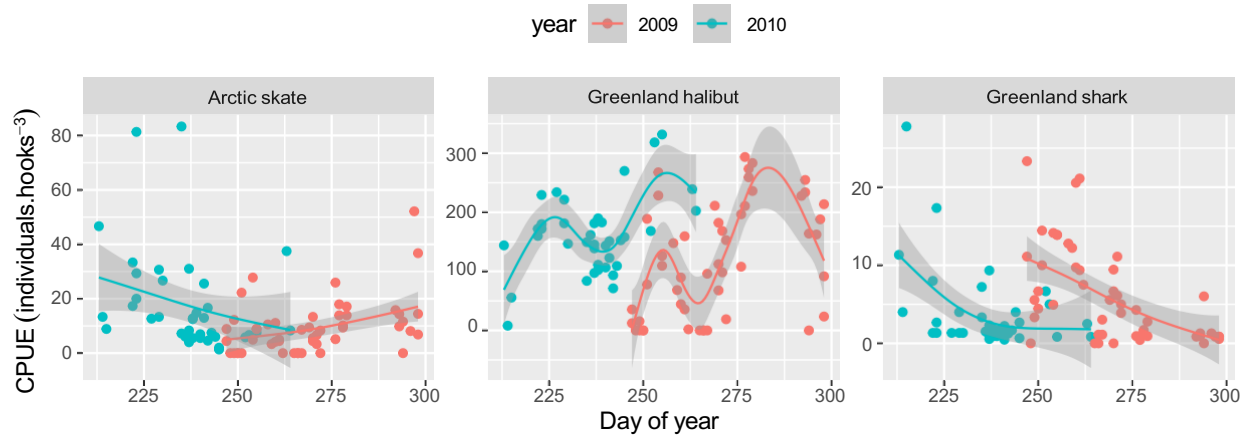 year 2009 2010
Arctic skate Greenland halibut Greenland shark
CPUE (individuals.hooks⁻³)
80
60
40
20
0
300
200
100
0
20
10
0
225 250 275 300 225 250 275 300 225 250 275 300
Day of year